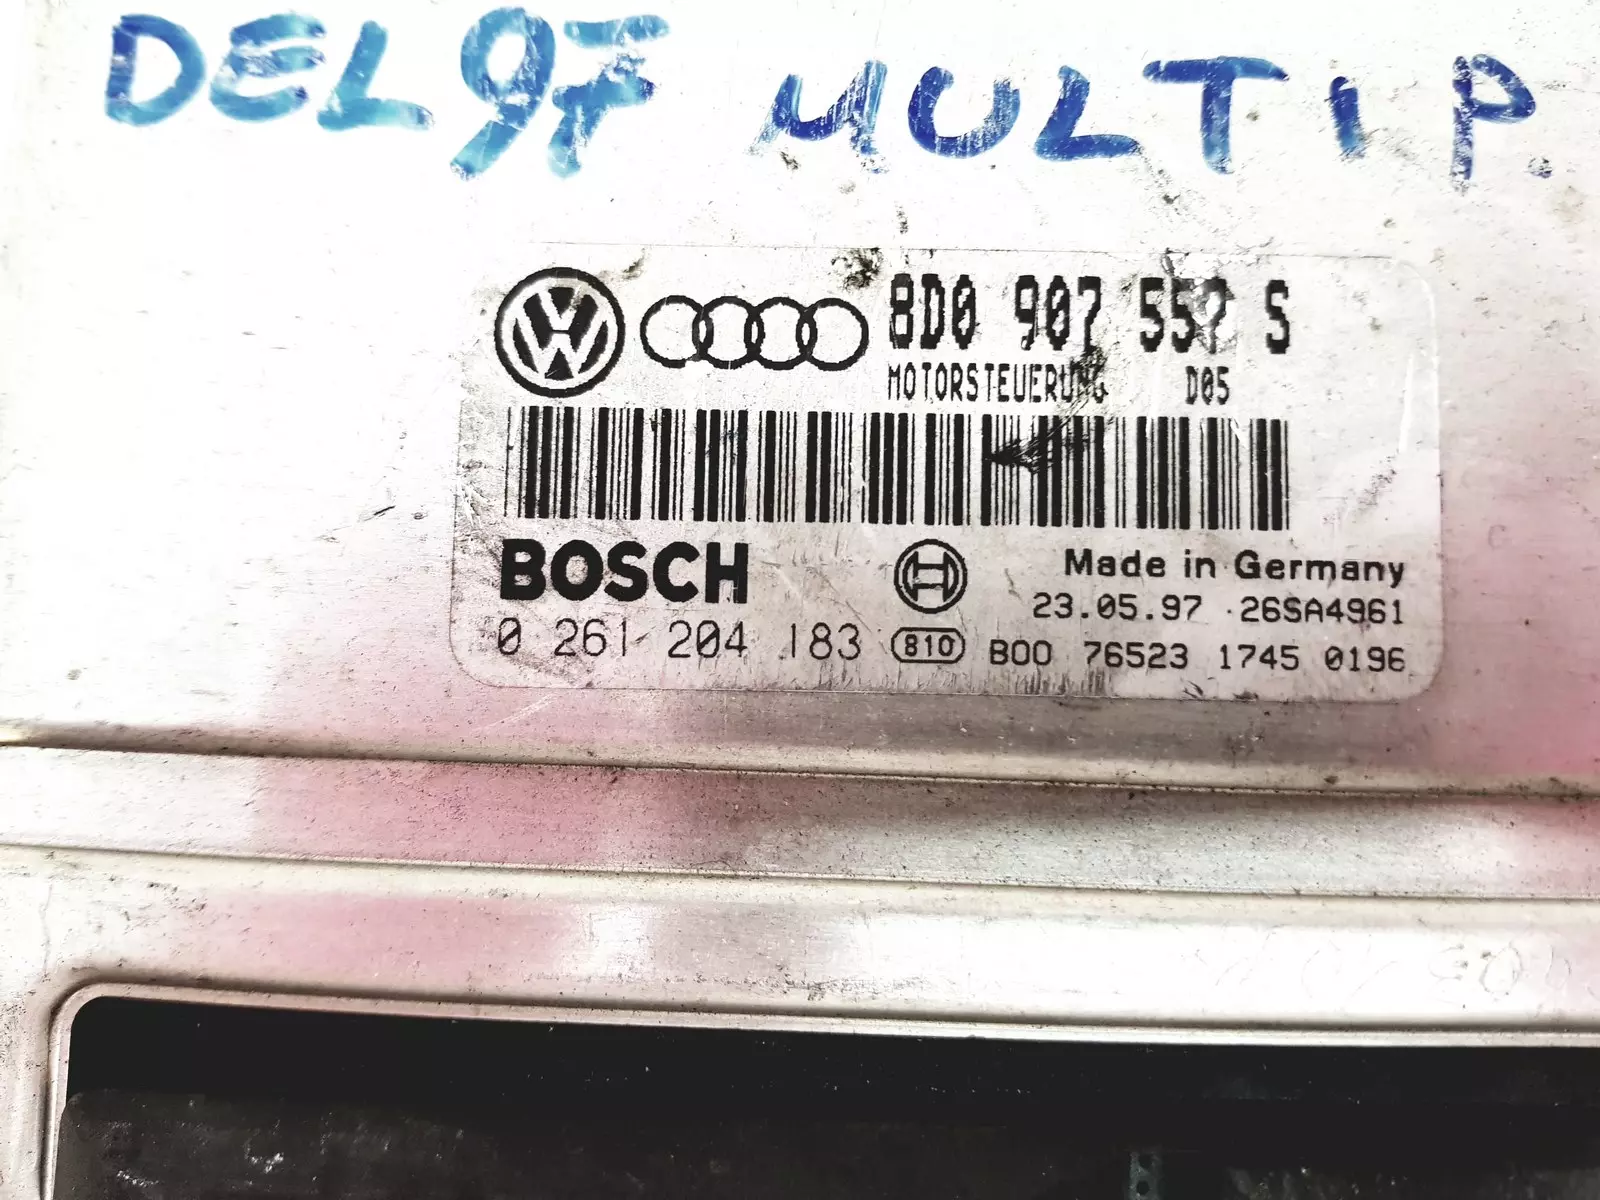 DEL 97 MULTIP.
8D0 907 557 S
MOTORSTEUERUNG D05
BOSCH
Made in Germany
23.05.97 26SA4961
0 261 204 183 810 B00 76523 1745 0196